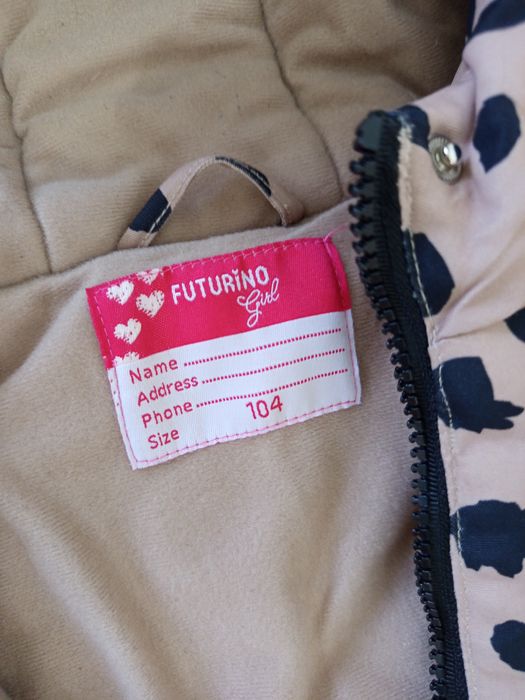 FUTURINO
Girl
Name
Address
Phone
Size 104